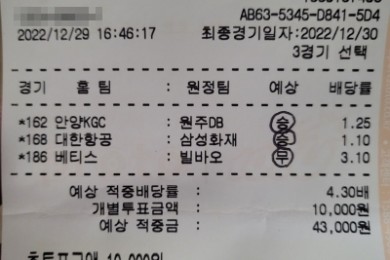 AB63-5345-D841-5D4
2022/12/29 16:46:17 최종경기일자:2022/12/30
3경기 선택
경기 홈 팀 : 원정팀 예상 배당률
*162 안양KGC : 원주DB 승 1.25
*168 대한항공 : 삼성화재 승 1.10
*186 베티스 : 빌바오 무 3.10
예상 적중배당률 : 4.30배
개별투표금액 : 10,000원
예상 적중금 : 43,000원